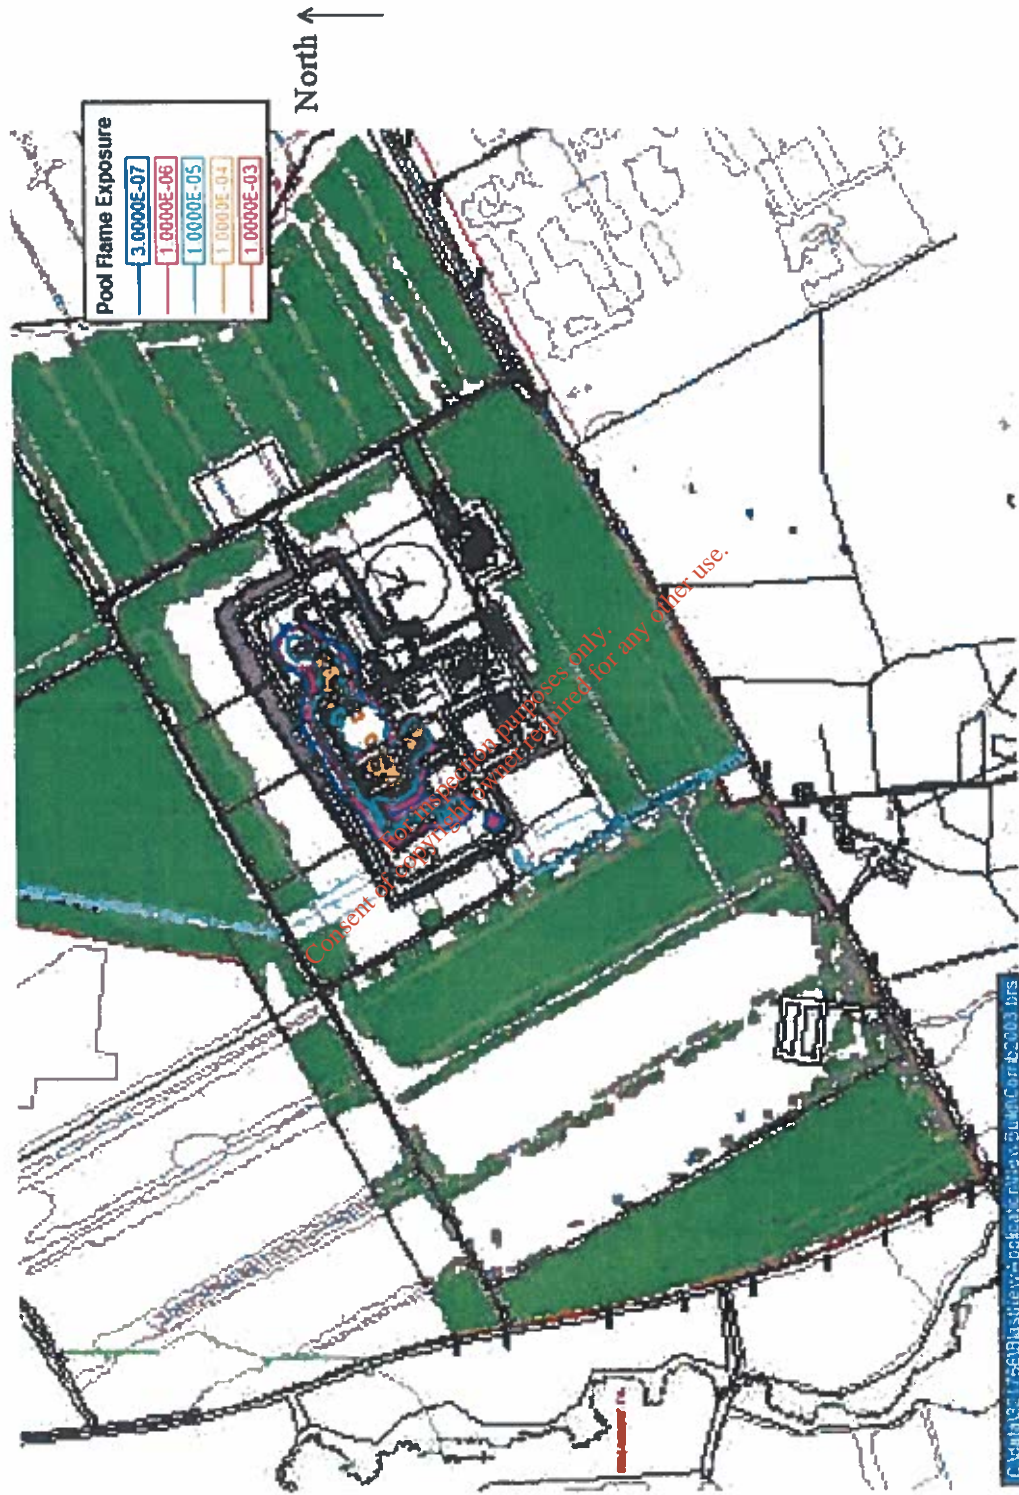 North
Pool Flame Exposure
3.0000E-07
1.0000E-06
1.0000E-05
1.0000E-04
1.0000E-03
For inspection purposes only.
Consent of copyright owner required for any other use.